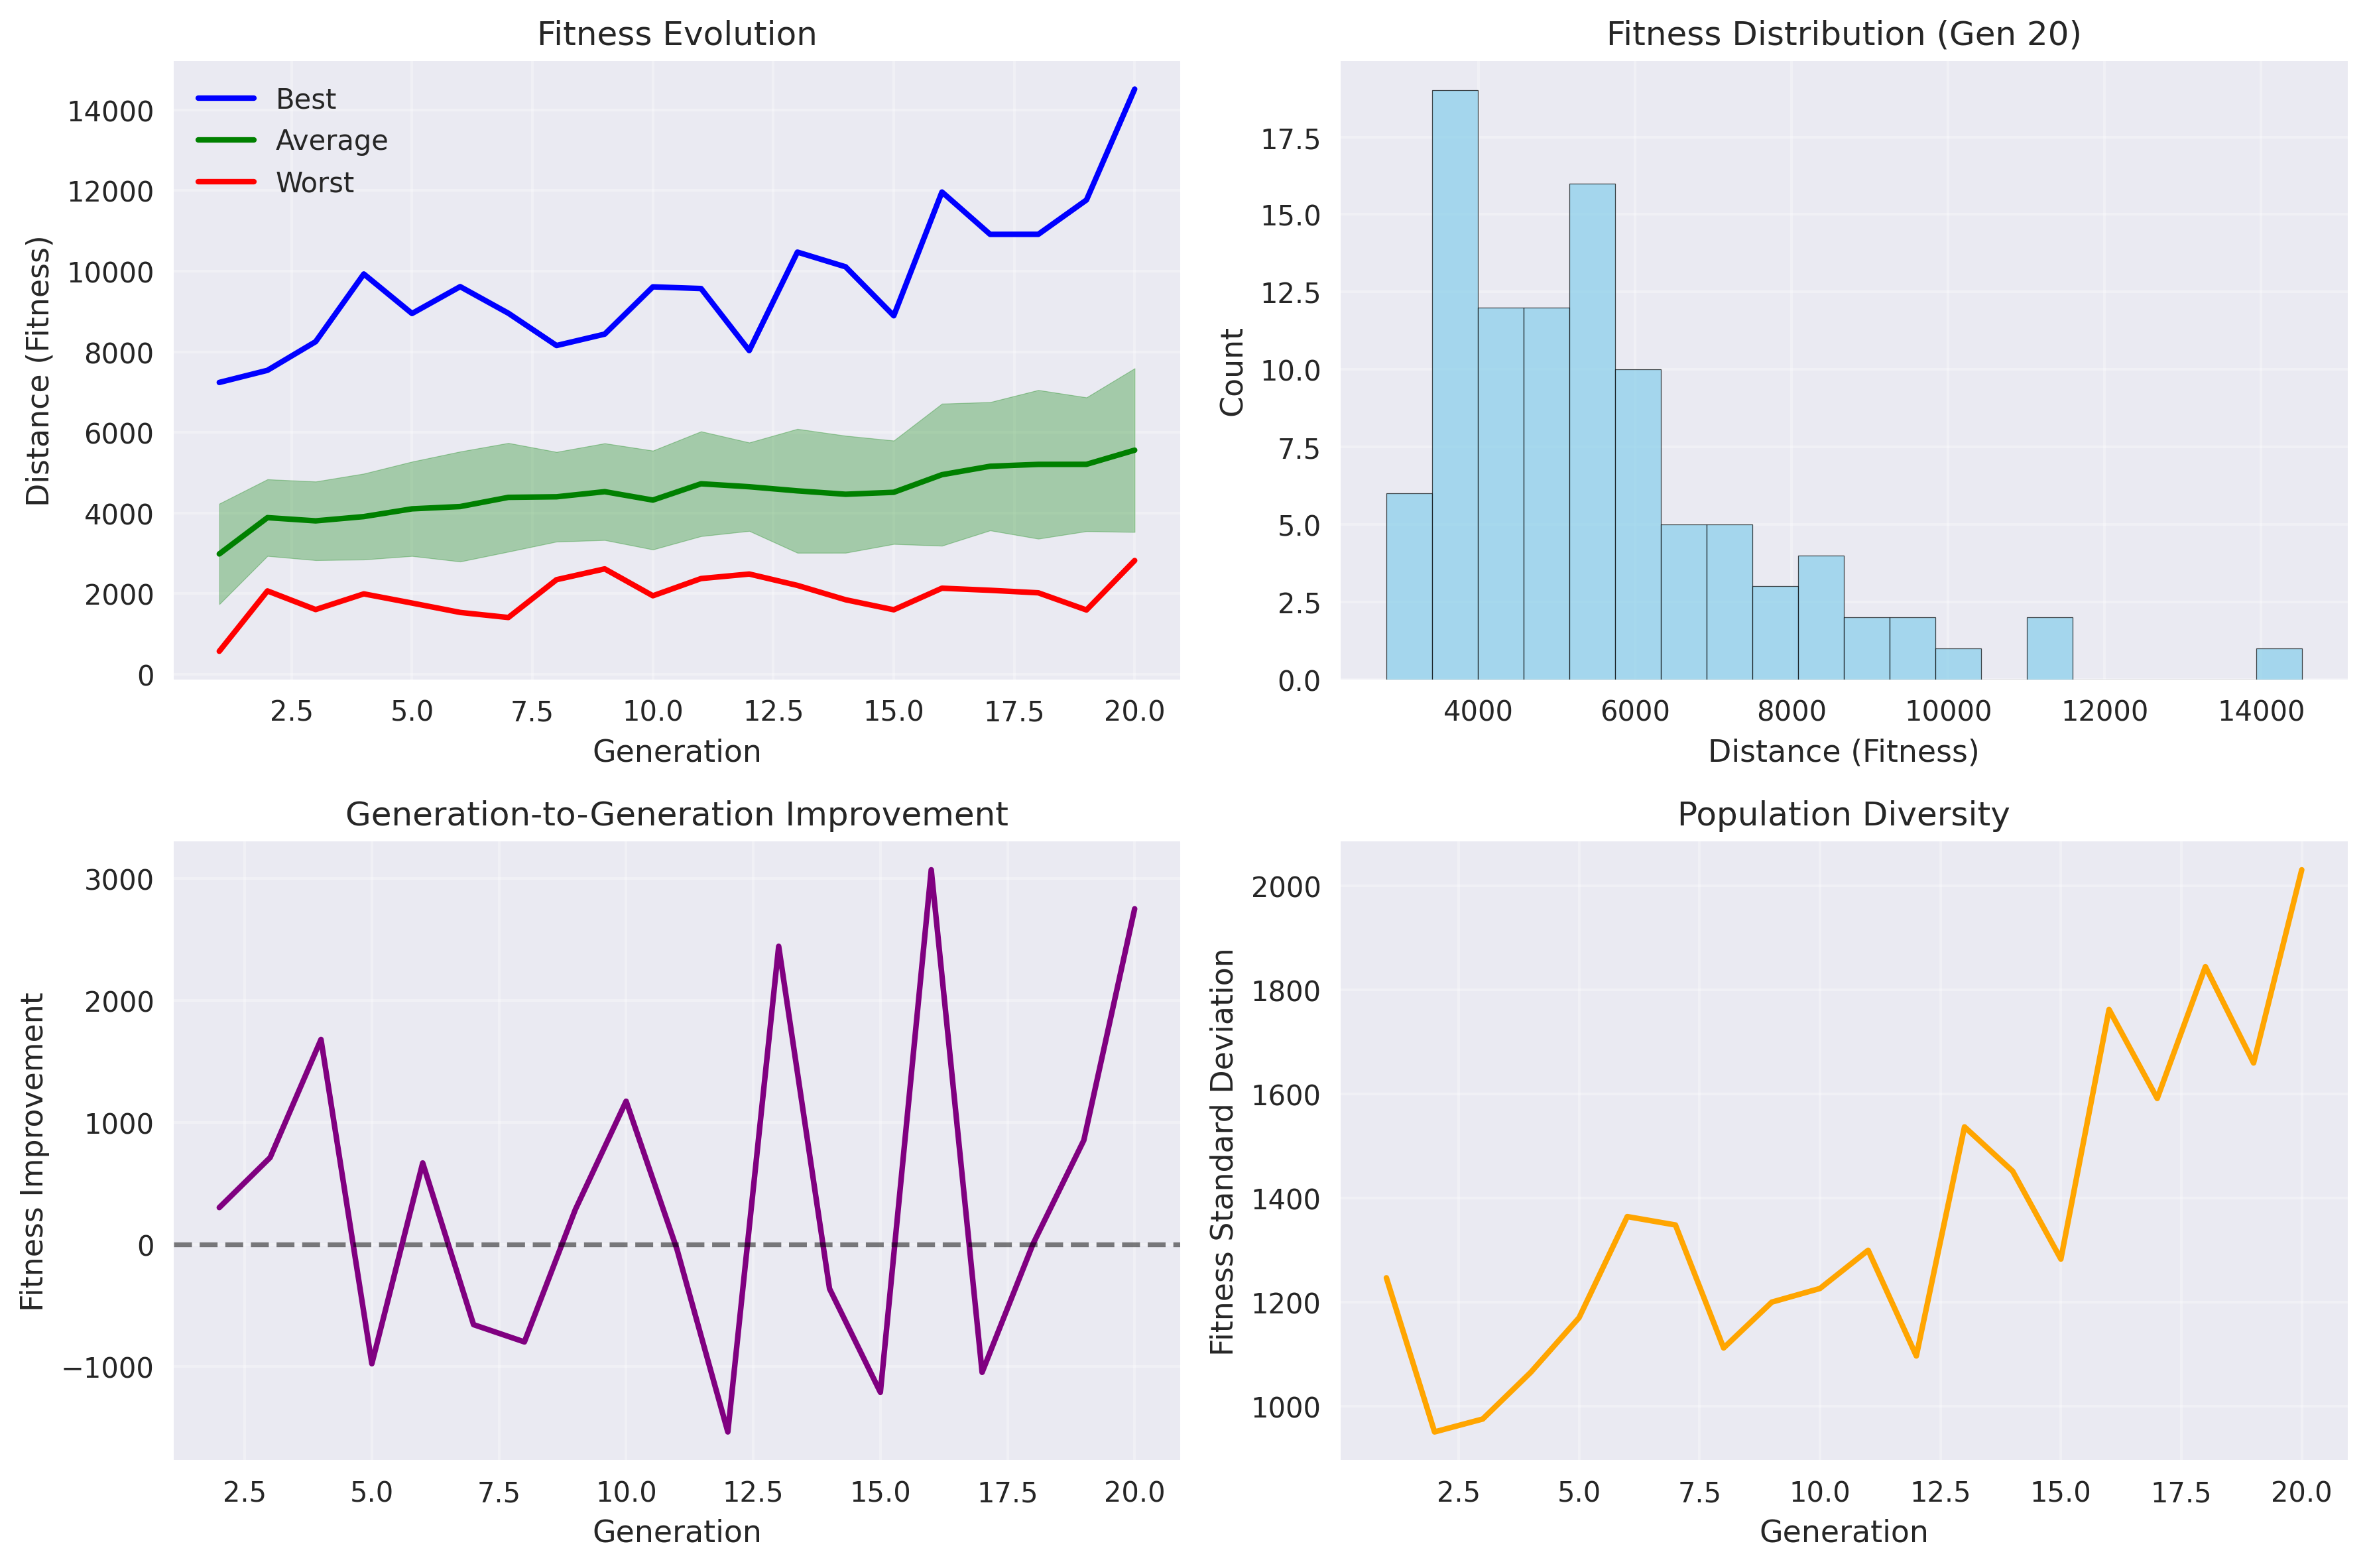 Fitness Evolution
Best
Average
Worst
14000
12000
10000
8000
6000
4000
2000
0
Distance (Fitness)
2.5 5.0 7.5 10.0 12.5 15.0 17.5 20.0
Generation
Fitness Distribution (Gen 20)
17.5
15.0
12.5
10.0
7.5
5.0
2.5
0.0
Count
4000 6000 8000 10000 12000 14000
Distance (Fitness)
Generation-to-Generation Improvement
3000
2000
1000
0
−1000
Fitness Improvement
2.5 5.0 7.5 10.0 12.5 15.0 17.5 20.0
Generation
Population Diversity
2000
1800
1600
1400
1200
1000
Fitness Standard Deviation
2.5 5.0 7.5 10.0 12.5 15.0 17.5 20.0
Generation